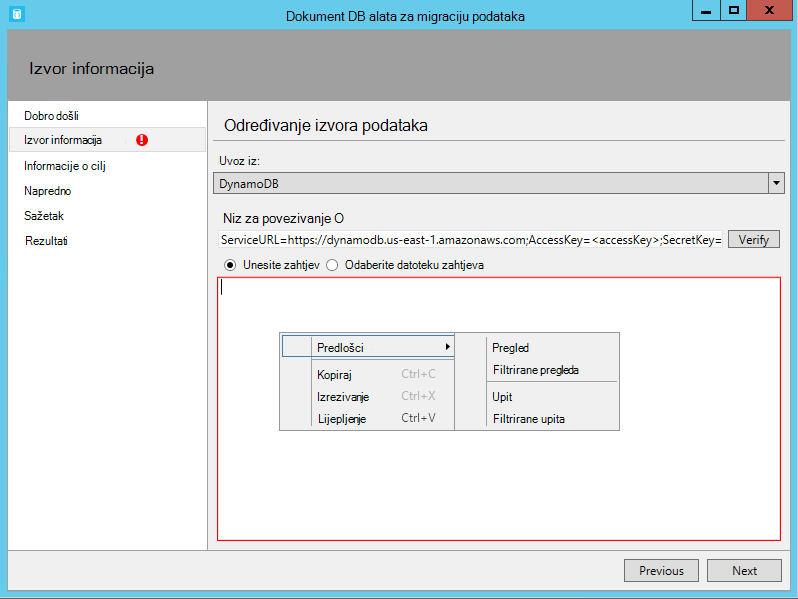 Dokument DB alata za migraciju podataka
Izvor informacija
Dobro došli
Izvor informacija
Informacije o cilj
Napredno
Sažetak
Rezultati
Određivanje izvora podataka
Uvoz iz:
DynamoDB
Niz za povezivanje O
ServiceURL=https://dynamodb.us-east-1.amazonaws.com;AccessKey=<accessKey>;SecretKey=
Verify
Unesite zahtjev Odaberite datoteku zahtjeva
Predlošci
Kopiraj Ctrl+C
Izrezivanje Ctrl+X
Lijepljenje Ctrl+V
Pregled
Filtrirane pregleda
Upit
Filtrirane upita
Previous Next